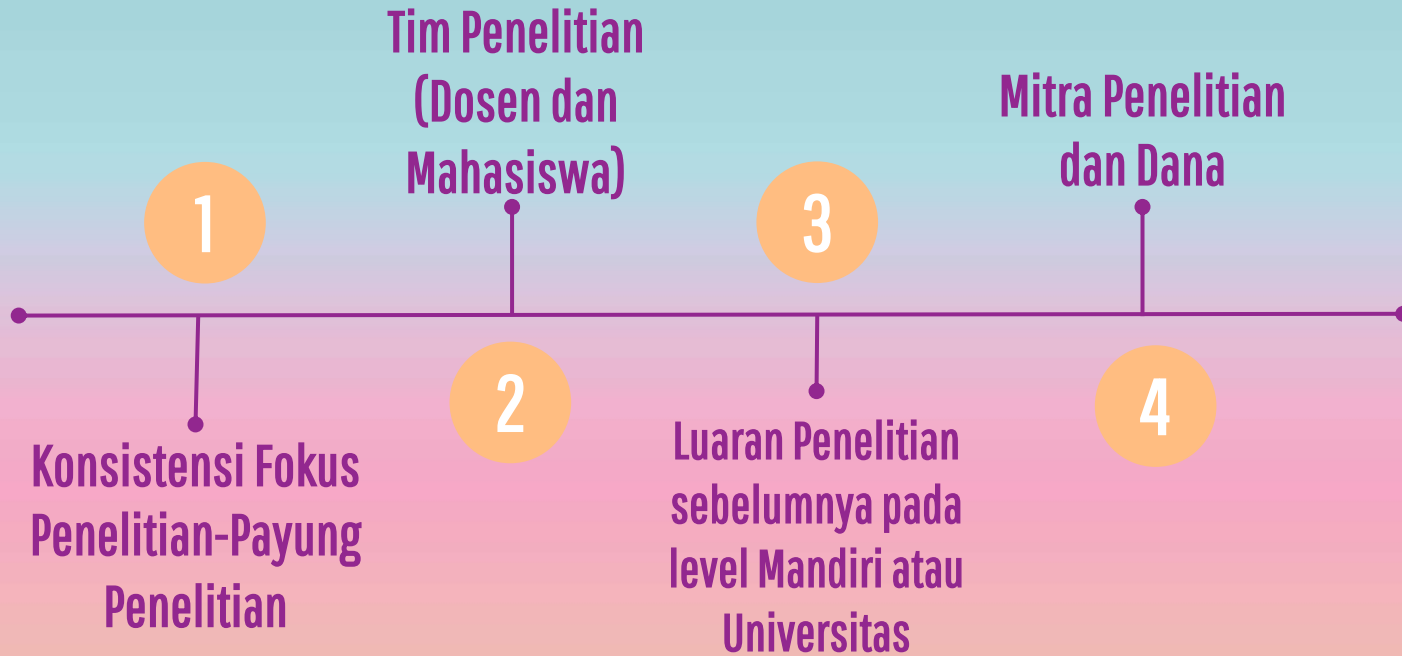 1
Konsistensi Fokus
Penelitian-Payung
Penelitian
Tim Penelitian
(Dosen dan
Mahasiswa)
2
3
Luaran Penelitian
sebelumnya pada
level Mandiri atau
Universitas
Mitra Penelitian
dan Dana
4